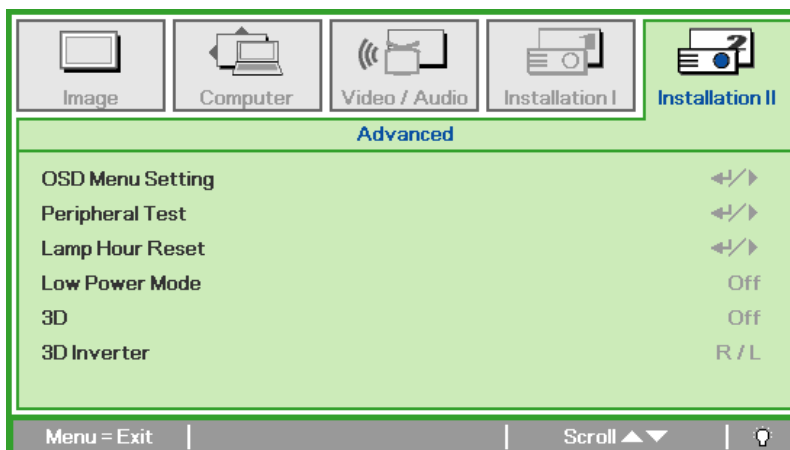 Image
Computer
Video / Audio
Installation I
Installation II
Advanced
OSD Menu Setting
Peripheral Test
Lamp Hour Reset
Low Power Mode Off
3D Off
3D Inverter R / L
Menu = Exit Scroll